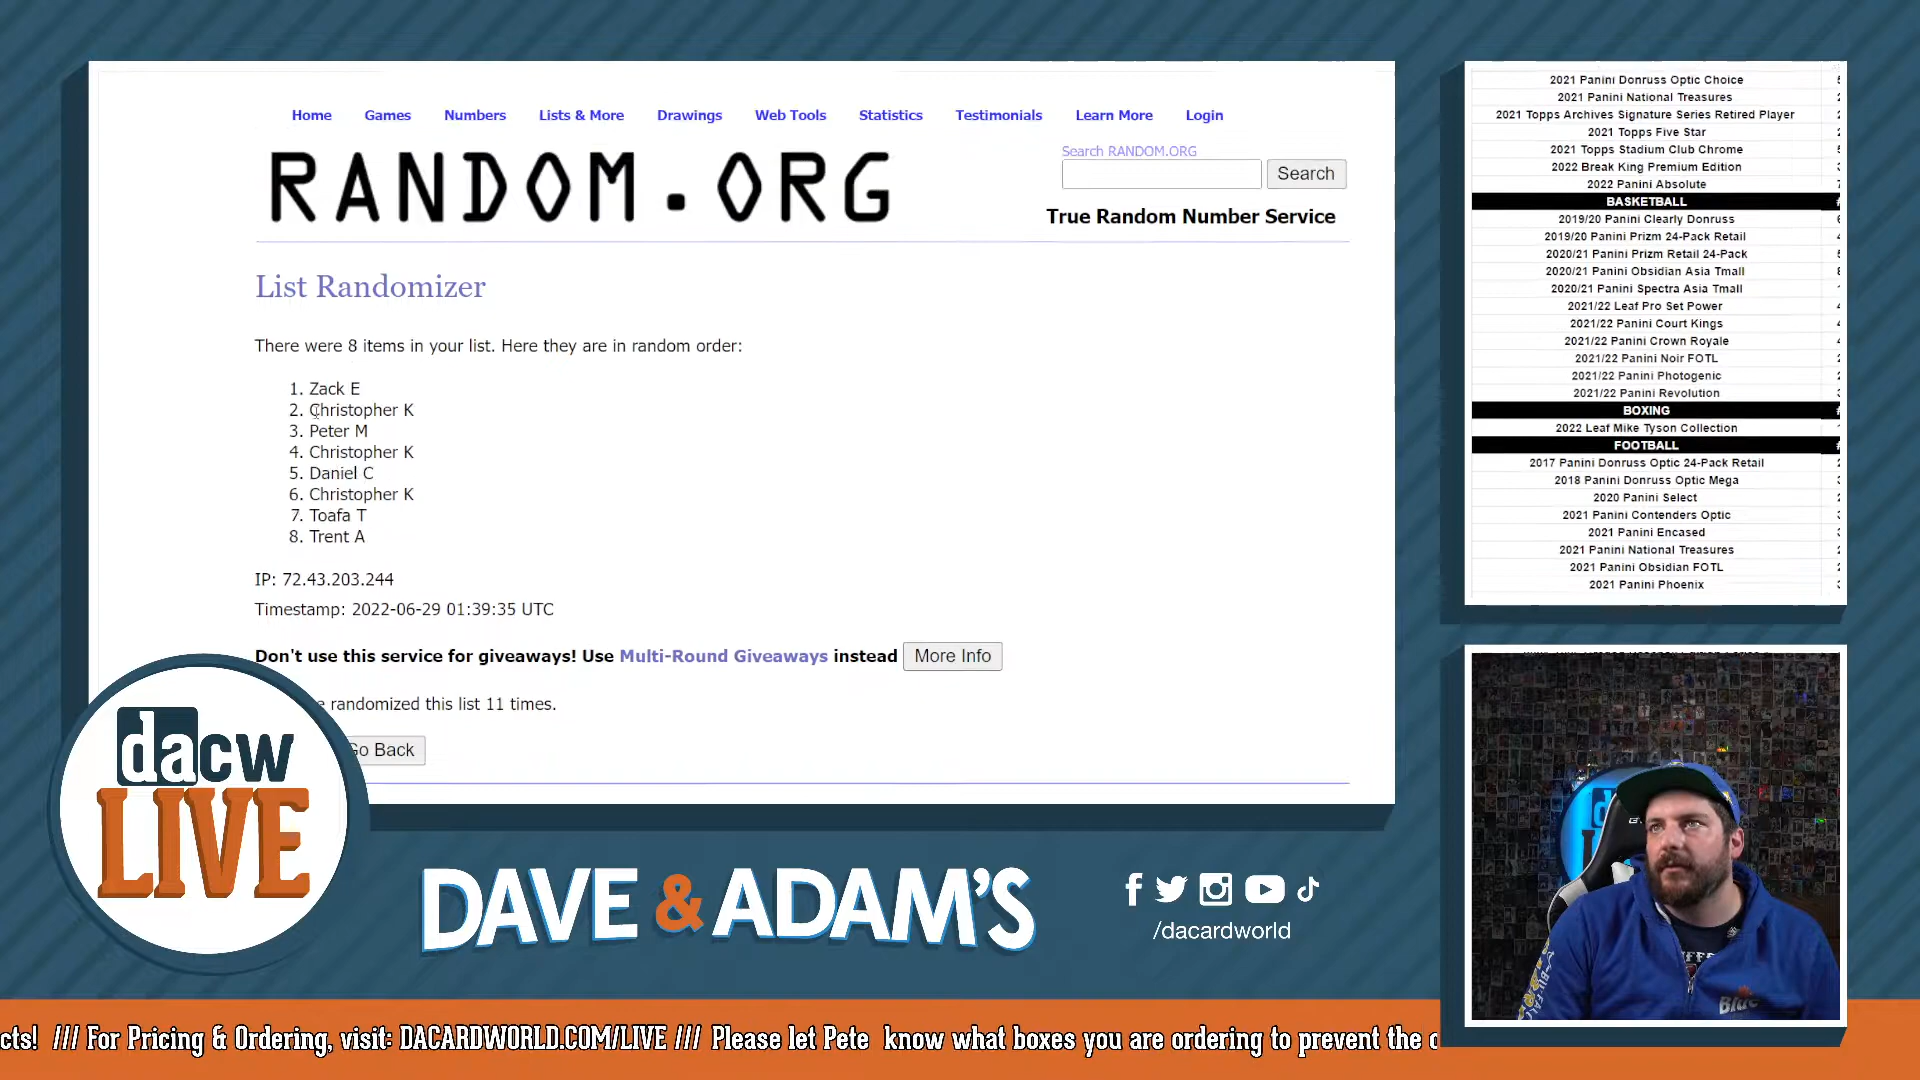 Home Games Numbers Lists & More Drawings Web Tools Statistics Testimonials Learn More Login
RANDOM.ORG
Search RANDOM.ORG
Search
True Random Number Service
List Randomizer
There were 8 items in your list. Here they are in random order:
1. Zack E
2. Christopher K
3. Peter M
4. Christopher K
5. Daniel C
6. Christopher K
7. Toafa T
8. Trent A
IP: 72.43.203.244
Timestamp: 2022-06-29 01:39:35 UTC
Don't use this service for giveaways! Use Multi-Round Giveaways instead More Info
randomized this list 11 times.
Go Back
2021 Panini Donruss Optic Choice
2021 Panini National Treasures
2021 Topps Archives Signature Series Retired Player
2021 Topps Five Star
2021 Topps Stadium Club Chrome
2022 Break King Premium Edition
2022 Panini Absolute
BASKETBALL
2019/20 Panini Clearly Donruss
2019/20 Panini Prizm 24-Pack Retail
2020/21 Panini Prizm Retail 24-Pack
2020/21 Panini Obsidian Asia Tmall
2020/21 Panini Spectra Asia Tmall
2021/22 Leaf Pro Set Power
2021/22 Panini Court Kings
2021/22 Panini Crown Royale
2021/22 Panini Noir FOTL
2021/22 Panini Photogenic
2021/22 Panini Revolution
BOXING
2022 Leaf Mike Tyson Collection
FOOTBALL
2017 Panini Donruss Optic 24-Pack Retail
2018 Panini Donruss Optic Mega
2020 Panini Select
2021 Panini Contenders Optic
2021 Panini Encased
2021 Panini National Treasures
2021 Panini Obsidian FOTL
2021 Panini Phoenix
dacw
LIVE
DAVE & ADAM'S
/dacardworld
cts! /// For Pricing & Ordering, visit: DACARDWORLD.COM/LIVE /// Please let Pete know what boxes you are ordering to prevent the